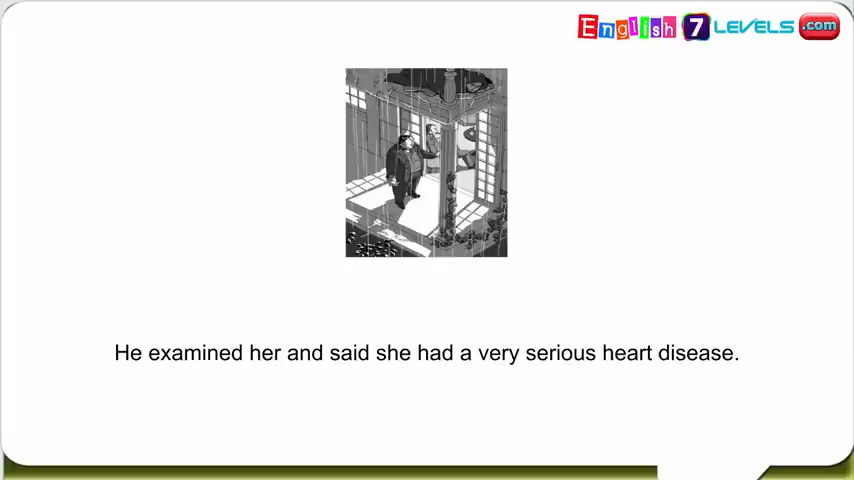 English 7 LEVELS .com
He examined her and said she had a very serious heart disease.